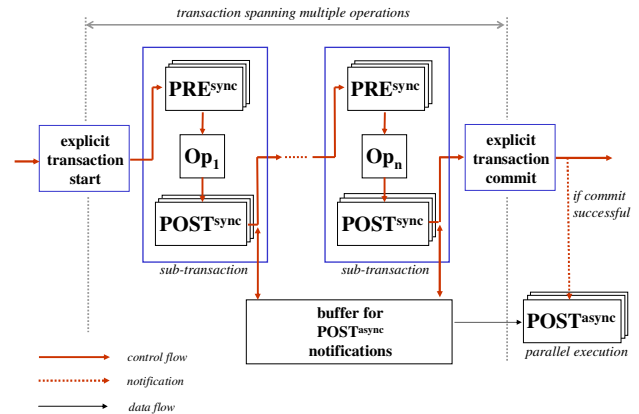 transaction spanning multiple operations
PREsync
PREsync
explicit
transaction
start
Op1
Opn
explicit
transaction
commit
if commit
successful
POSTsync
POSTsync
sub-transaction
sub-transaction
buffer for
POSTasync
notifications
POSTasync
parallel execution
control flow
notification
data flow